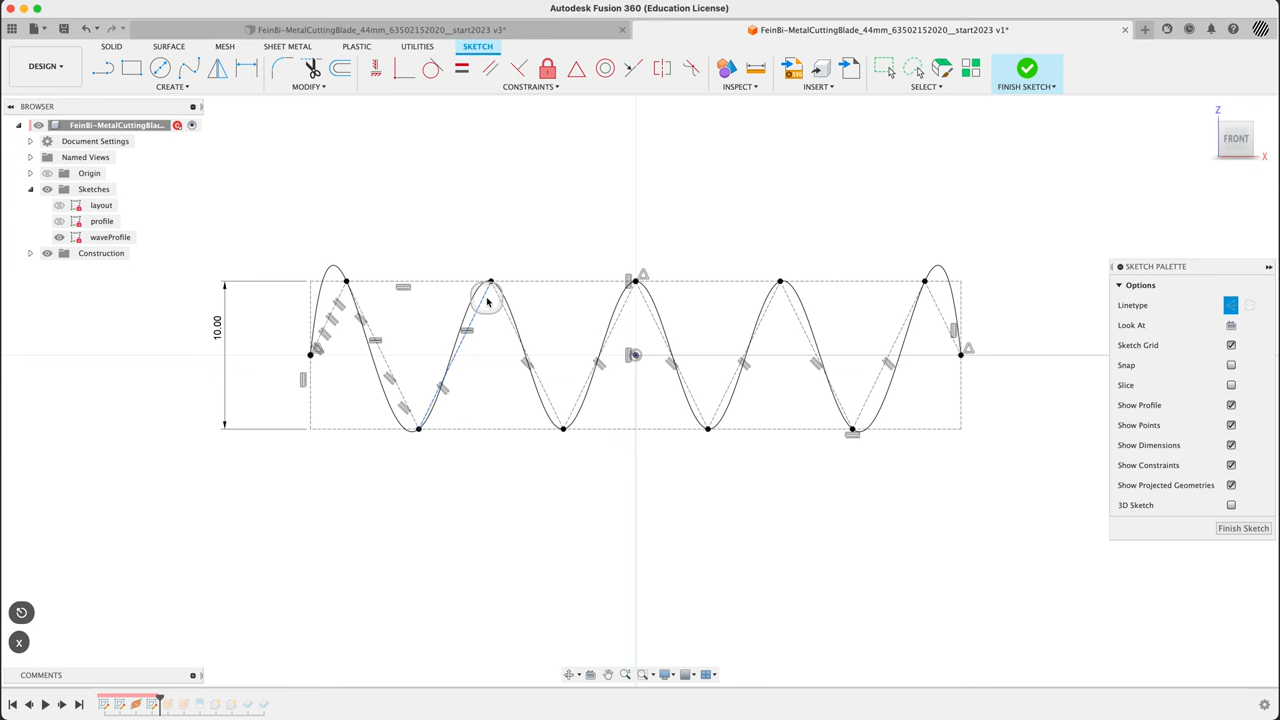 Autodesk Fusion 360 (Education License)
FeinBi-MetalCuttingBlade_44mm_63502152020__start2023 v3*
FeinBi-MetalCuttingBlade_44mm_63502152020__start2023 v1*
DESIGN
SOLID
SURFACE
MESH
SHEET METAL
PLASTIC
UTILITIES
SKETCH
CREATE
MODIFY
CONSTRAINTS
INSPECT
INSERT
SELECT
FINISH SKETCH
BROWSER
FeinBi-MetalCuttingBlac...
Document Settings
Named Views
Origin
Sketches
layout
profile
waveProfile
Construction
Z
FRONT
X
10.00
SKETCH PALETTE
Options
Linetype
Look At
Sketch Grid
Snap
Slice
Show Profile
Show Points
Show Dimensions
Show Constraints
Show Projected Geometries
3D Sketch
Finish Sketch
X
COMMENTS